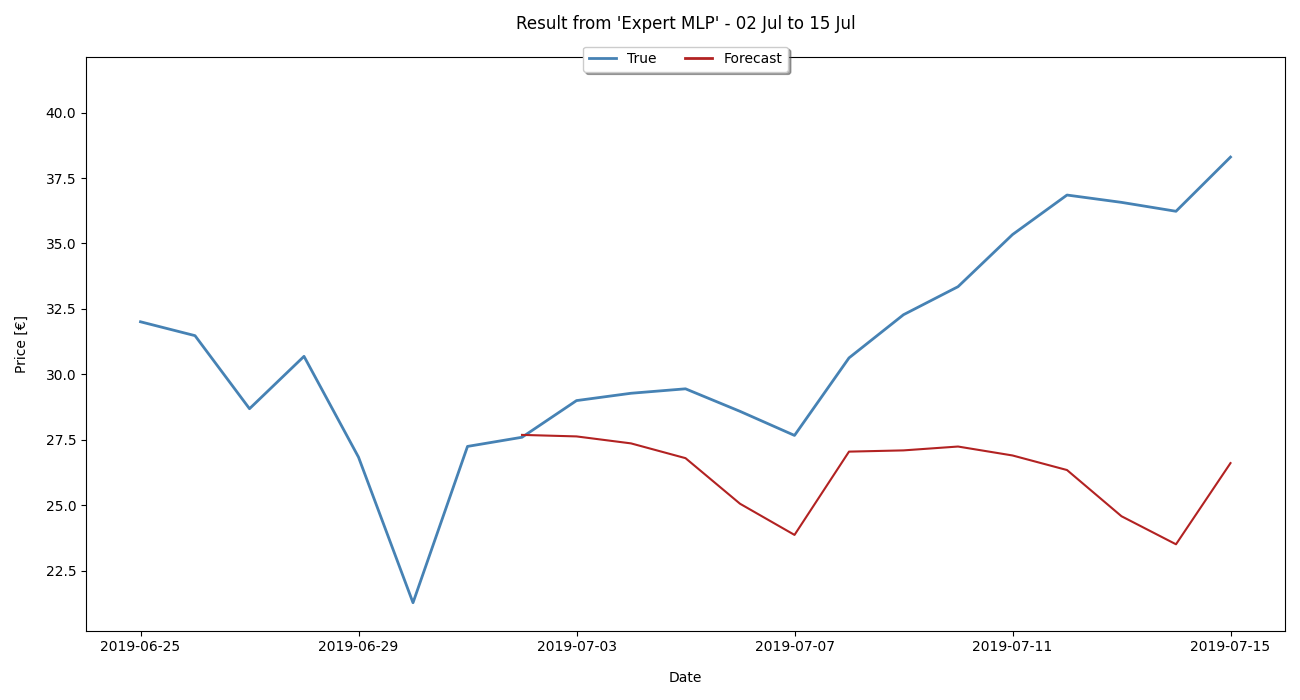 Result from 'Expert MLP' - 02 Jul to 15 Jul
True Forecast
40.0
37.5
35.0
32.5
30.0
27.5
25.0
22.5
Price [€]
2019-06-25 2019-06-29 2019-07-03 2019-07-07 2019-07-11 2019-07-15
Date